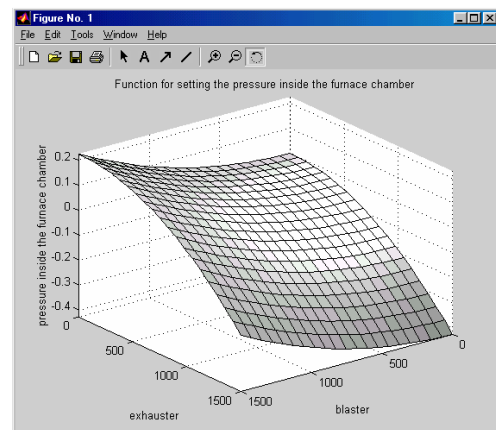 Figure No. 1
File Edit Tools Window Help
A
Function for setting the pressure inside the furnace chamber
pressure inside the furnace chamber
0.2
0.1
0
-0.1
-0.2
-0.3
-0.4
0
500
1000
1500
exhauster
1500
1000
500
0
blaster